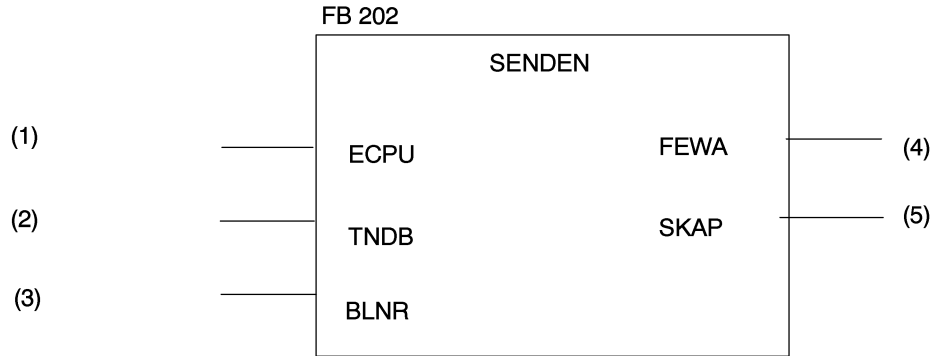 FB 202
SENDEN
(1) ECPU FEWA (4)
(2) TNDB SKAP (5)
(3) BLNR